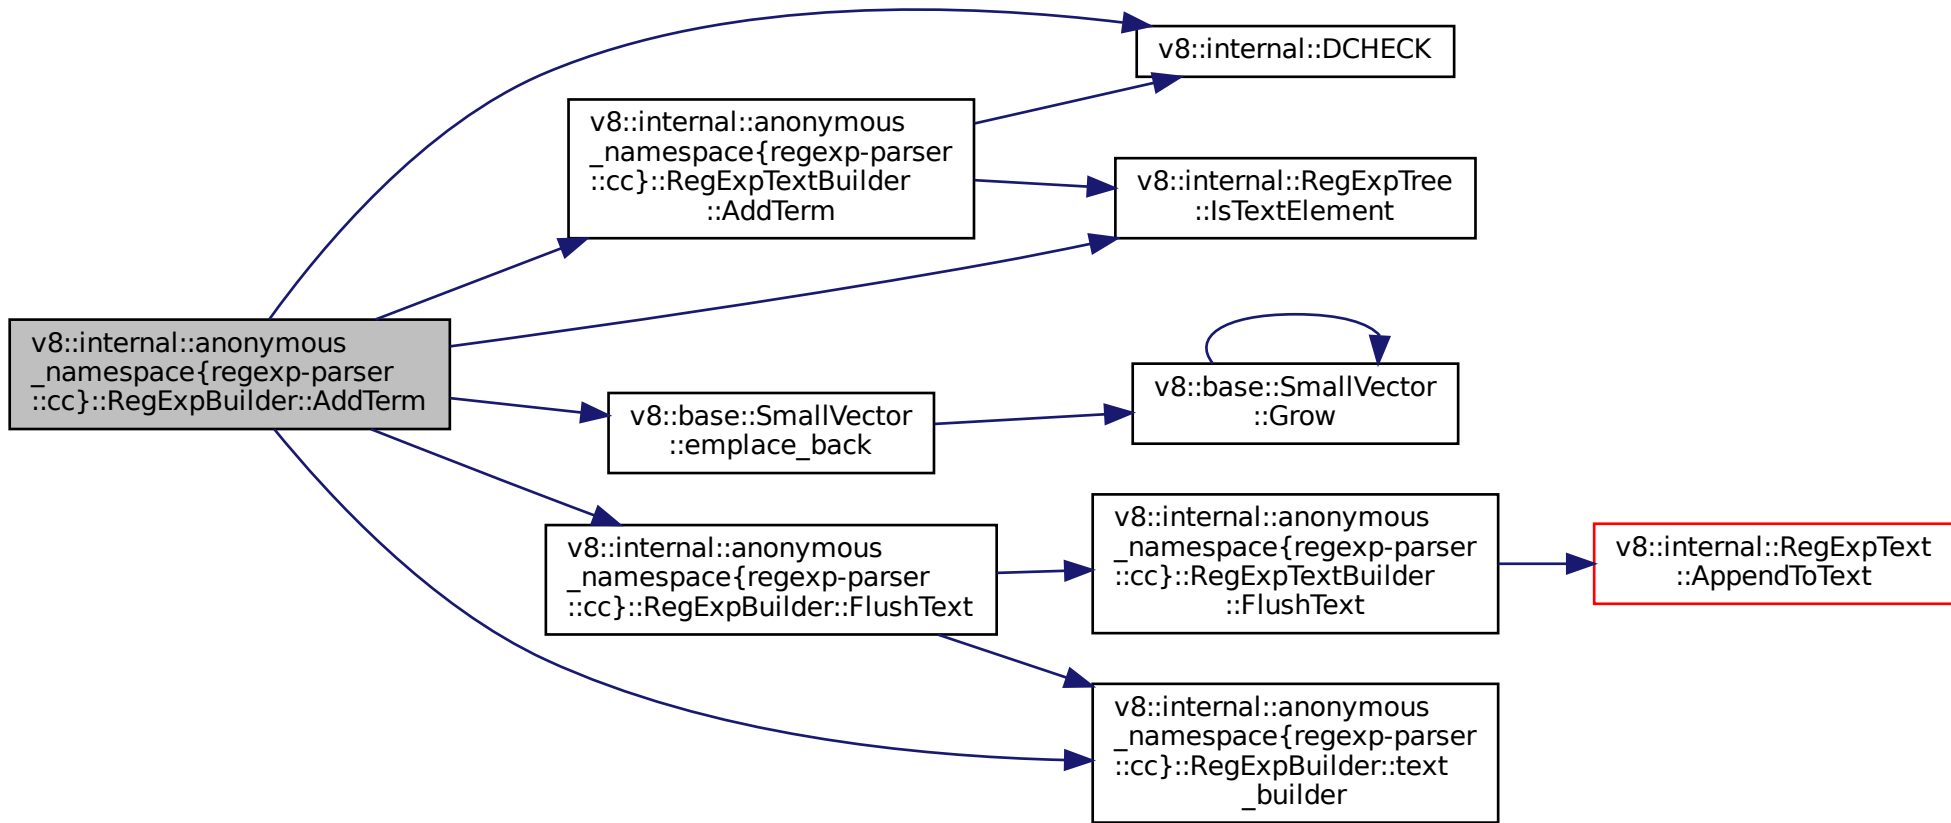 v8::internal::DCHECK
v8::internal::anonymous
_namespace{regexp-parser
::cc}::RegExpTextBuilder
::AddTerm
v8::internal::RegExpTree
::IsTextElement
v8::internal::anonymous
_namespace{regexp-parser
::cc}::RegExpBuilder::AddTerm
v8::base::SmallVector
::emplace_back
v8::base::SmallVector
::Grow
v8::internal::anonymous
_namespace{regexp-parser
::cc}::RegExpBuilder::FlushText
v8::internal::anonymous
_namespace{regexp-parser
::cc}::RegExpTextBuilder
::FlushText
v8::internal::RegExpText
::AppendToText
v8::internal::anonymous
_namespace{regexp-parser
::cc}::RegExpBuilder::text
_builder